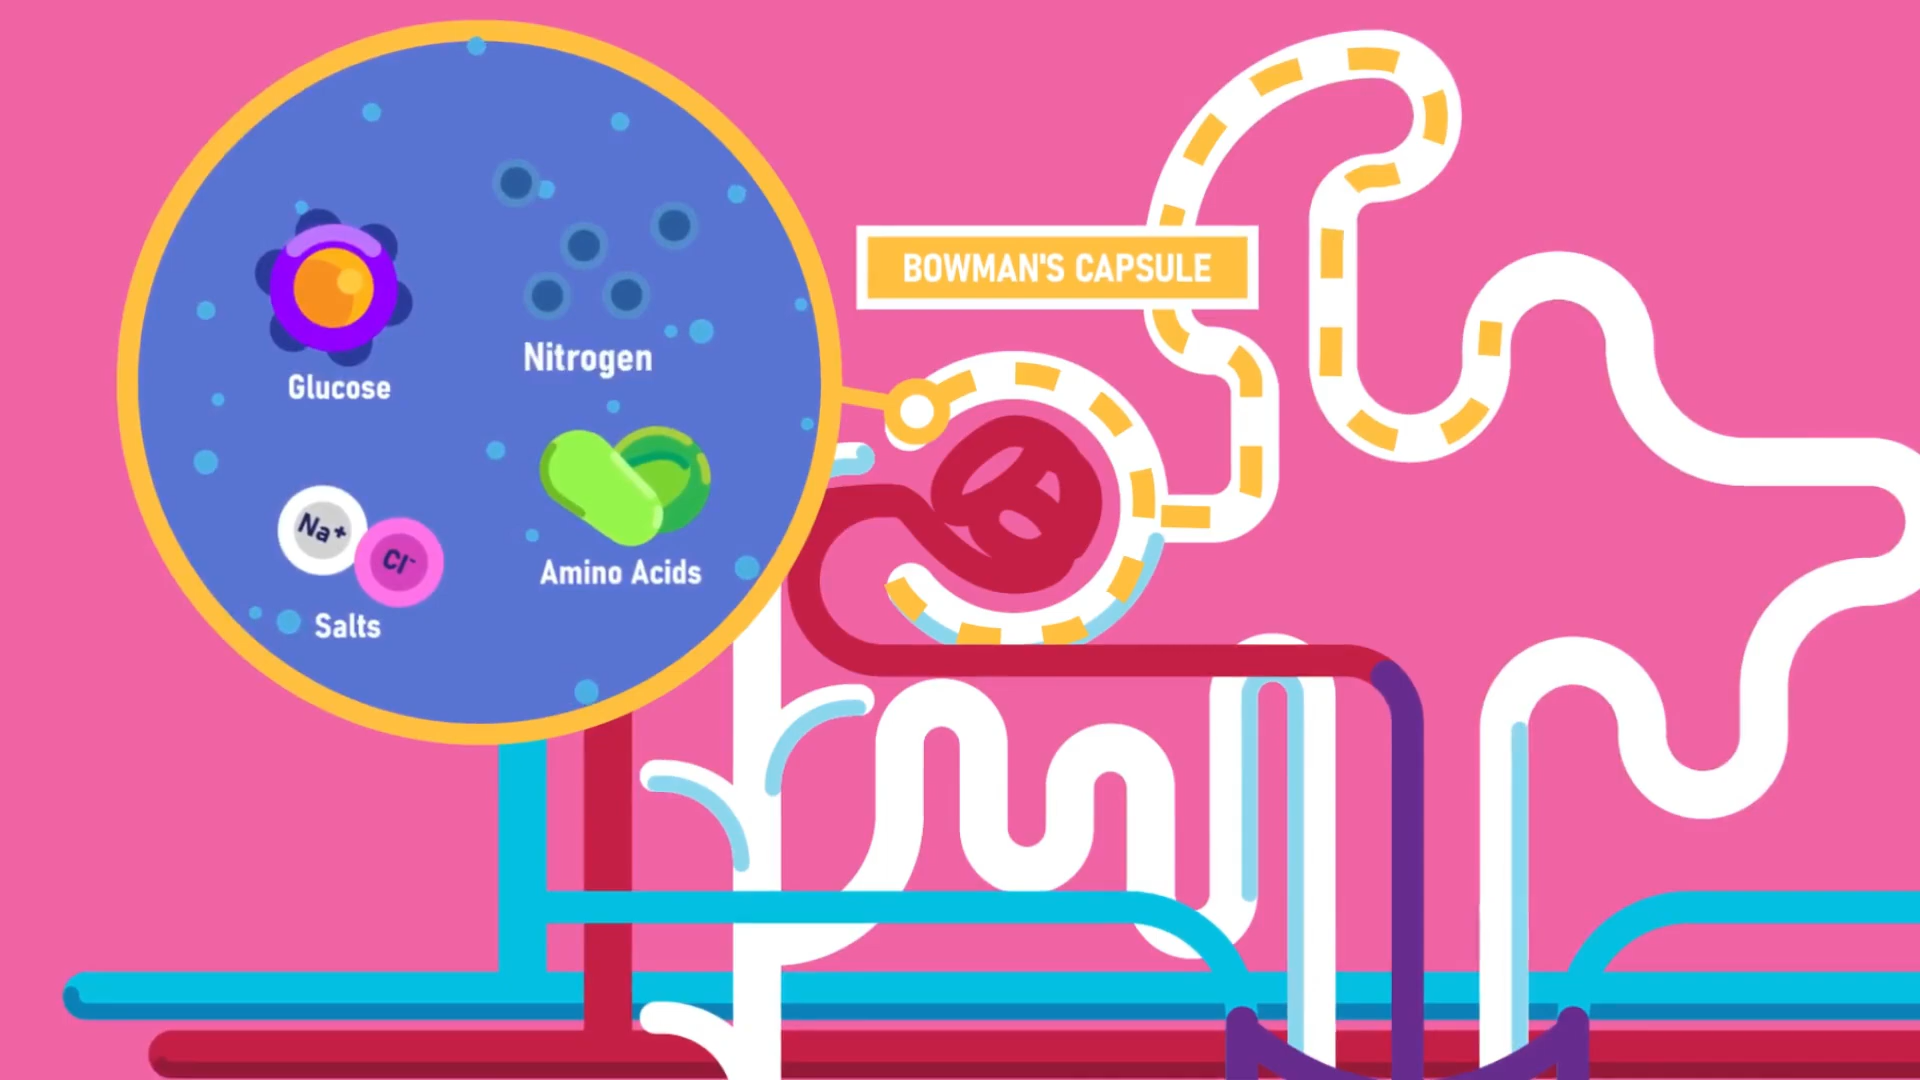 BOWMAN'S CAPSULE
Nitrogen
Glucose
Na+
Cl-
Amino Acids
Salts